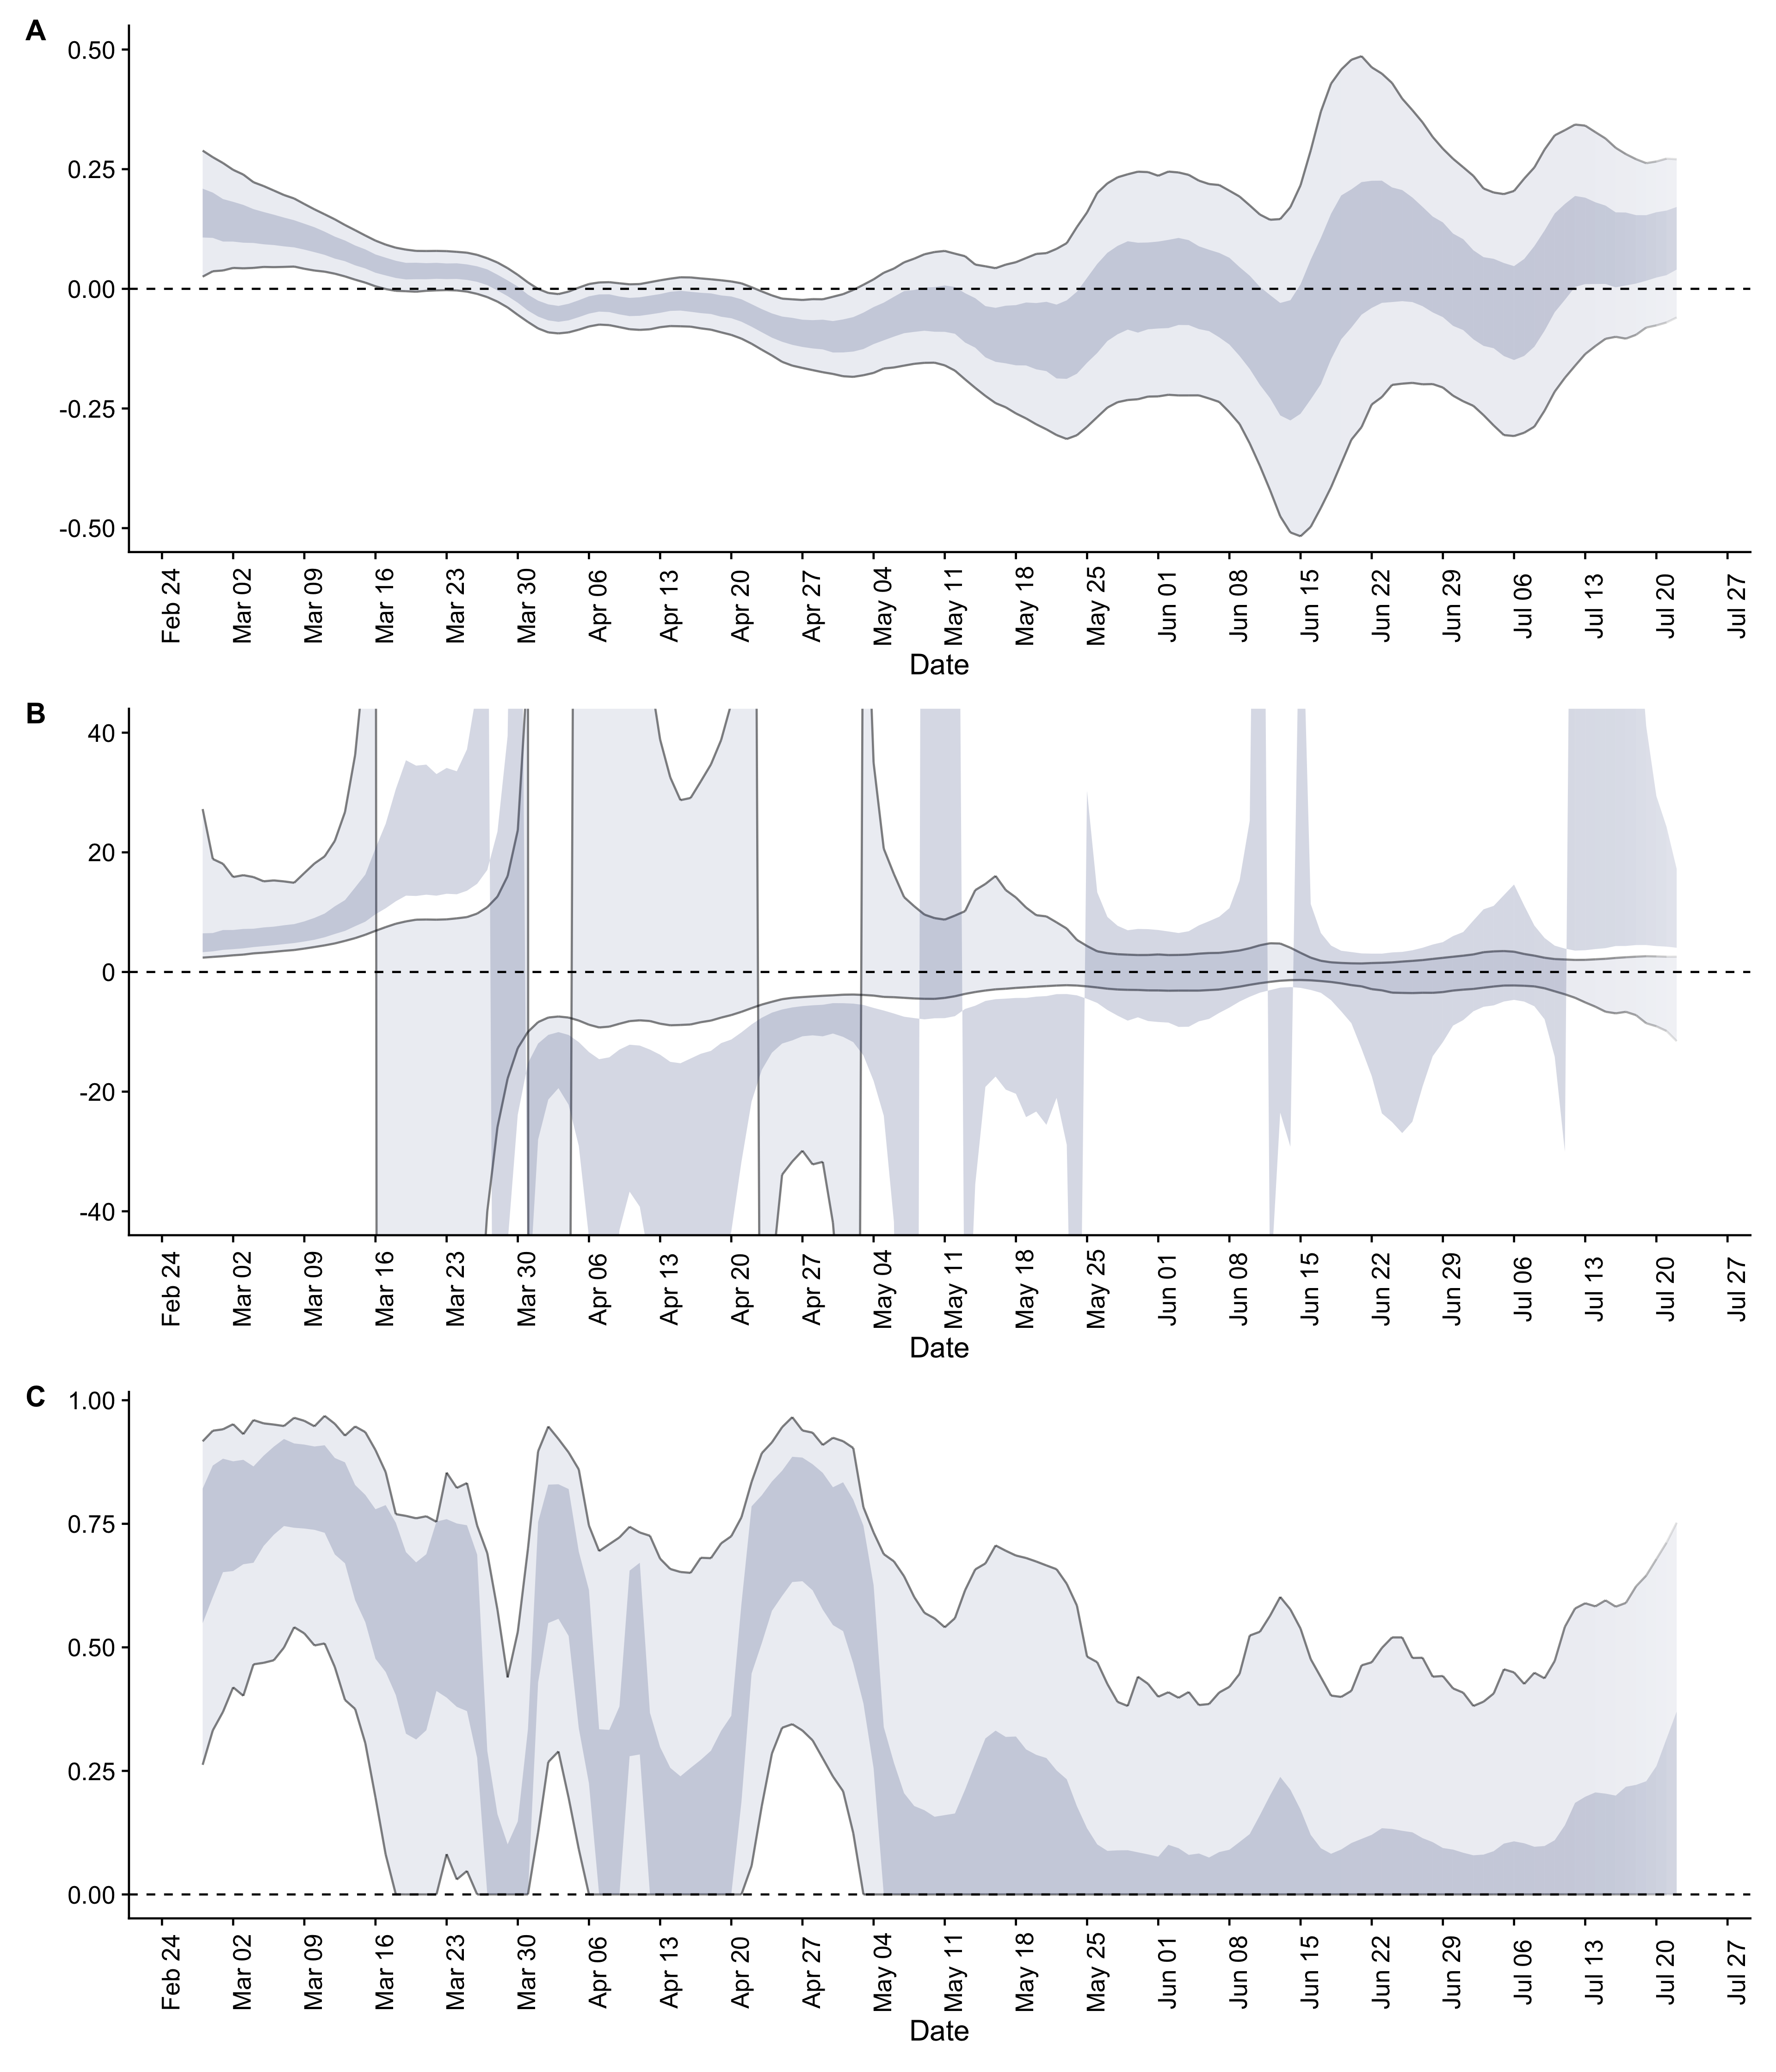 A
0.50
0.25
0.00
-0.25
-0.50
Feb 24
Mar 02
Mar 09
Mar 16
Mar 23
Mar 30
Apr 06
Apr 13
Apr 20
Apr 27
May 04
May 11
May 18
May 25
Jun 01
Jun 08
Jun 15
Jun 22
Jun 29
Jul 06
Jul 13
Jul 20
Jul 27
Date
B
40
20
0
-20
-40
Feb 24
Mar 02
Mar 09
Mar 16
Mar 23
Mar 30
Apr 06
Apr 13
Apr 20
Apr 27
May 04
May 11
May 18
May 25
Jun 01
Jun 08
Jun 15
Jun 22
Jun 29
Jul 06
Jul 13
Jul 20
Jul 27
Date
C
1.00
0.75
0.50
0.25
0.00
Feb 24
Mar 02
Mar 09
Mar 16
Mar 23
Mar 30
Apr 06
Apr 13
Apr 20
Apr 27
May 04
May 11
May 18
May 25
Jun 01
Jun 08
Jun 15
Jun 22
Jun 29
Jul 06
Jul 13
Jul 20
Jul 27
Date